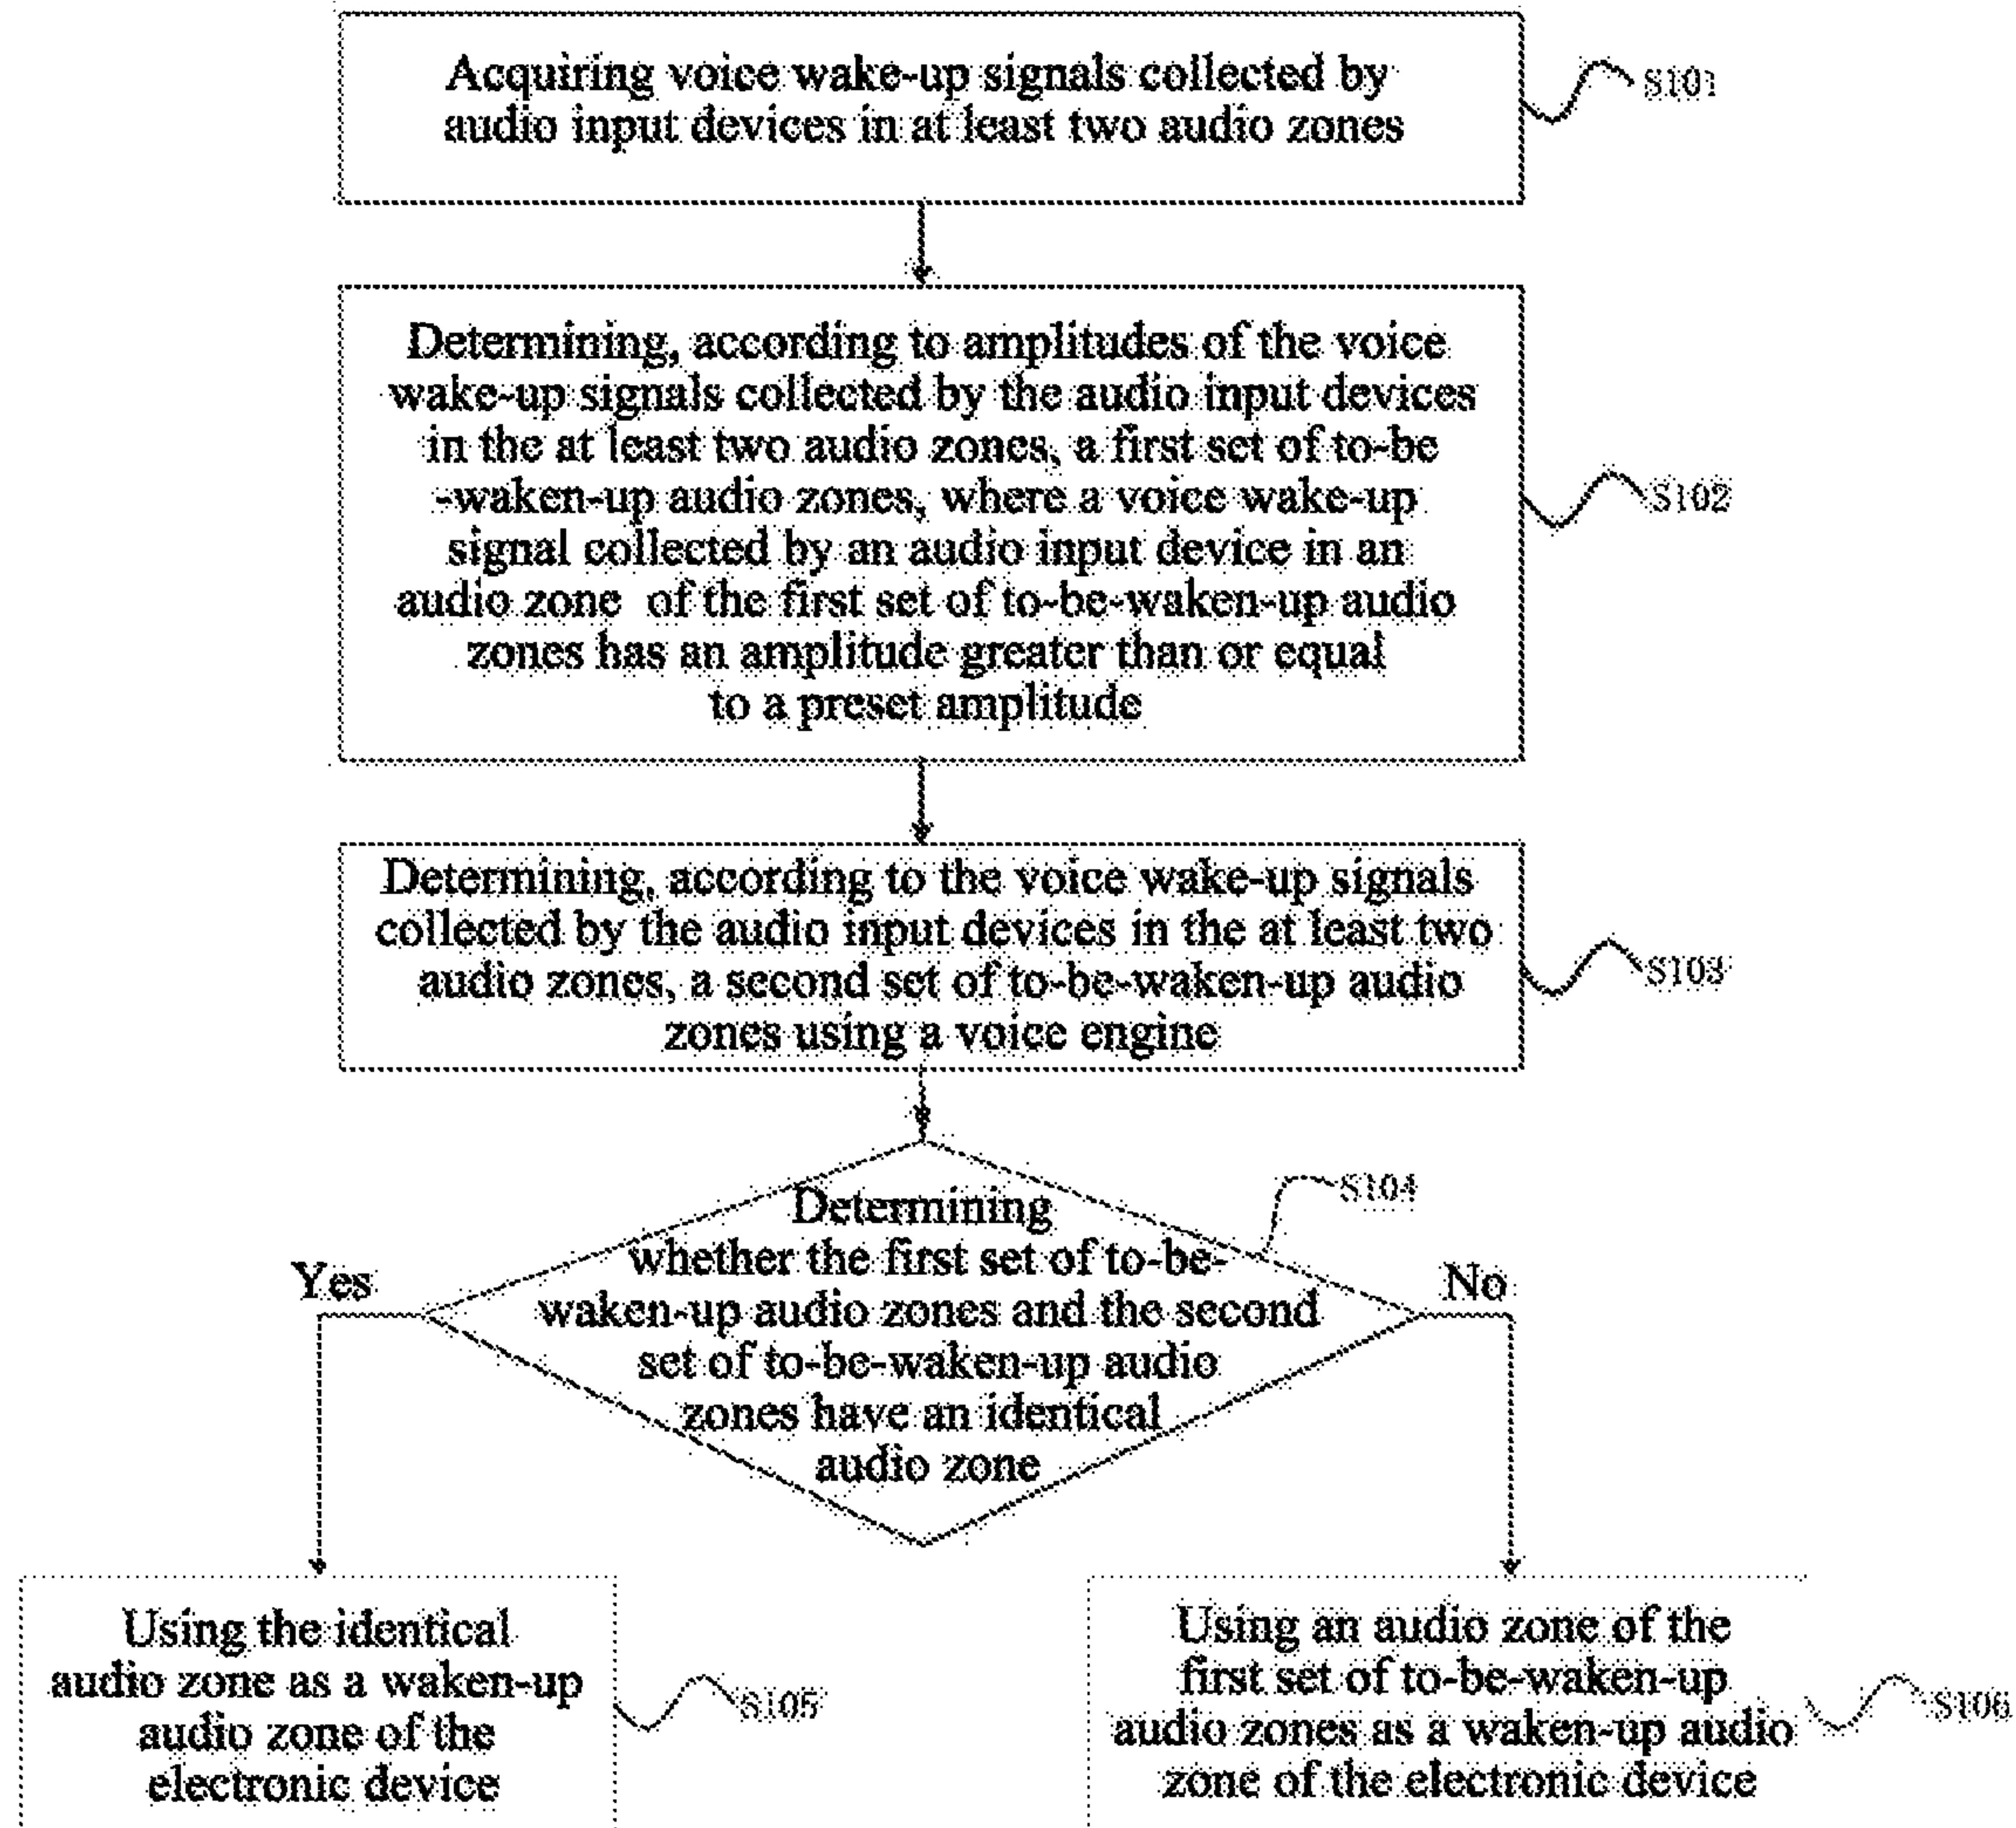 Acquiring voice wake-up signals collected by
audio input devices in at least two audio zones
S101
Determining, according to amplitudes of the voice
wake-up signals collected by the audio input devices
in the at least two audio zones, a first set of to-be
-waken-up audio zones, where a voice wake-up
signal collected by an audio input device in an
audio zone of the first set of to-be-waken-up audio
zones has an amplitude greater than or equal
to a preset amplitude
S102
Determining, according to the voice wake-up signals
collected by the audio input devices in the at least two
audio zones, a second set of to-be-waken-up audio
zones using a voice engine
S103
Determining
whether the first set of to-be-
waken-up audio zones and the second
set of to-be-waken-up audio
zones have an identical
audio zone
S104
Yes
No
Using the identical
audio zone as a waken-up
audio zone of the
electronic device
S105
Using an audio zone of the
first set of to-be-waken-up
audio zones as a waken-up audio
zone of the electronic device
S106